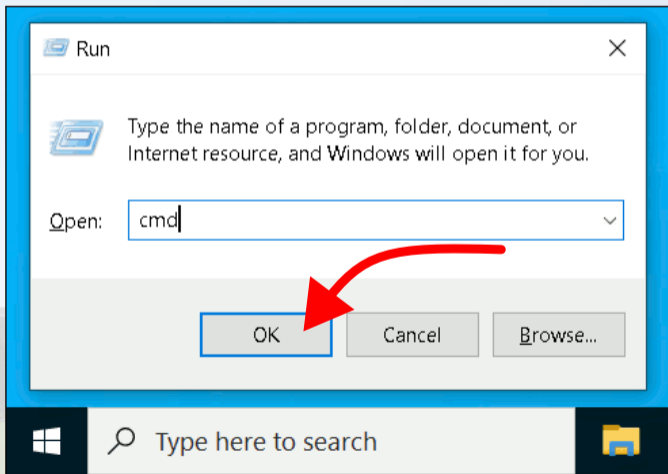 Run
Type the name of a program, folder, document, or
Internet resource, and Windows will open it for you.
Open: cmd
OK Cancel Browse...
Type here to search